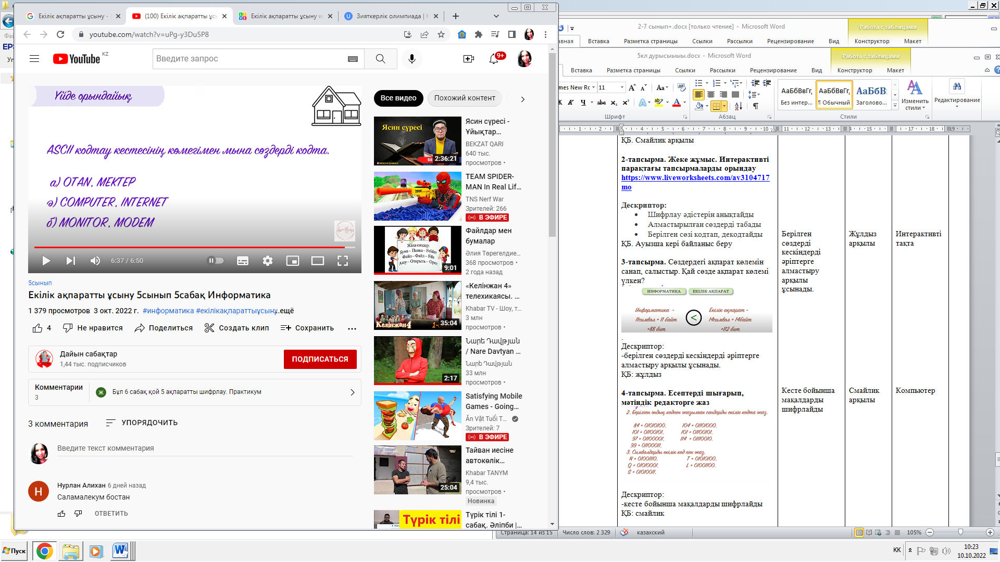 Екілік ақпаратты ұсыну -
(100) Екілік ақпаратты ұсы
Екілік ақпаратты ұсыну w
Зияткерлік олимпиада | К
youtube.com/watch?v=uPg-y3Du5P8
YouTube KZ
Введите запрос
9+
Үйде орындайық
ASCII кодтау кестесінің көмегімен мына сөздерді кодта.
а) OTAN, MEKTEP
ә) COMPUTER, INTERNET
б) MONITOR, MODEM
6:37 / 6:50
5сынып
Екілік ақпаратты ұсыну 5сынып 5сабақ Информатика
1 379 просмотров 3 окт. 2022 г. #информатика #екілікақпараттыұсыну...ещё
4 Не нравится Поделиться Создать клип Сохранить
Дайын сабақтар
1,44 тыс. подписчиков
ПОДПИСАТЬСЯ
Комментарии
3
Ж
Бұл 6 сабақ қой 5 ақпаратты шифрлау. Практикум
3 комментария УПОРЯДОЧИТЬ
Введите текст комментария
Н
Нурлан Алихан 6 дней назад
Саламалекум бостан
ОТВЕТИТЬ
Все видео
Похожий контент
Ясин сүресі
2:36:21
Ясин сүресі -
Ұйықтар...
BEKZAT QARI
640 тыс.
просмотров •
TEAM SPIDER-
MAN In Real Lif...
TNS Nerf War
Зрителей: 266
В ЭФИРЕ
Жаңа сөздер:
Бума – Папка – Folder
Файл – Файл – File
Ашу – Открыть – Open
9:01
Файлдар мен
бумалар
Әлия Төрегелдие...
368 просмотров •
2 года назад
Келінжан 4
35:04
«Келінжан 4»
телехикаясы. ...
Khabar TV - Шоу, т...
3 млн
просмотров •
2:17
Նարե Դավթյան
/ Nare Davtyan ...
Նարե Դավթյան
33 млн
просмотров •
Satisfying Mobile
Games - Going...
Ăn Vặt Tuổi T...
Зрителей: 7
В ЭФИРЕ
25:04
Тайван иесіне
автокөлік...
Khabar TANYM
9,4 тыс.
просмотров •
Новинка
Түрік тілі
Түрік тілі 1-
сабақ. Әліпби |...
2-7 сынып+.docx [только чтение] - Microsoft Word
Работа с таблицами
Вставка Разметка страницы Ссылки Рассылки Рецензирование Вид Конструктор Макет
5кл дурысыыыы.docx - Microsoft Word
Работа с таблицами
Вставка Разметка страницы Ссылки Рассылки Рецензирование Вид Конструктор Макет
mes New Rc 11
АаБбВвГг,
Без интер...
АаБбВвГг,
¶ Обычный
АаБбВ:
Заголово...
Изменить
стили
Редактирование
Шрифт
Абзац
Стили
ҚБ. Смайлик арқылы
2-тапсырма. Жеке жұмыс. Интерактивті
парақтағы тапсырмаларды орындау
https://www.liveworksheets.com/av3104717
mo
Дескриптор:
• Шифрлау әдістерін анықтайды
• Алмастырылған сөздерді табады
• Берілген сөзі кодтап, декодтайды
ҚБ. Ауызша кері байланыс беру
3-тапсырма. Сөздердегі ақпарат көлемін
санап, салыстыр. Қай сөзде ақпарат көлемі
үлкен?
ИНФОРМАТИКА ЕКІЛІК АҚПАРАТ
Информатика - Екілік ақпарат -
11символ = 11 байт < 14символ = 14байт
=88 бит =112 бит
.
Дескриптор:
-берілген сөздерді кескіндерді әріптерге
алмастыру арқылы ұсынады.
ҚБ: жұлдыз
4-тапсырма. Есептерді шығарып,
мәтіндік редакторге жаз
2. Берілген ондық кодпен жазылған сандарды екілік кодта жаз.
84 = 01010100, 104 = 01101000,
101 = 01100101, 101 = 01100101,
97 = 01100001, 114 = 01110010.
99 = 01100011,
3. Символдарды екілік код пен жаз.
N = 01001110, T = 01010100,
Q = 01010001, L = 01001100.
S = 01010011,
Дескриптор:
-кесте бойынша мақалдарды шифрлайды
ҚБ: смайлик
Берілген
сөздерді
кескіндерді
әріптерге
алмастыру
арқылы
ұсынады.
Жұлдыз
арқылы
Интерактивті
тақта
Кесте бойынша
мақалдарды
шифрлайды
Смайлик
арқылы
Компьютер
Страница: 14 из 15 Число слов: 2 329 казахский
105%
Пуск
KK
10:23
10.10.2022